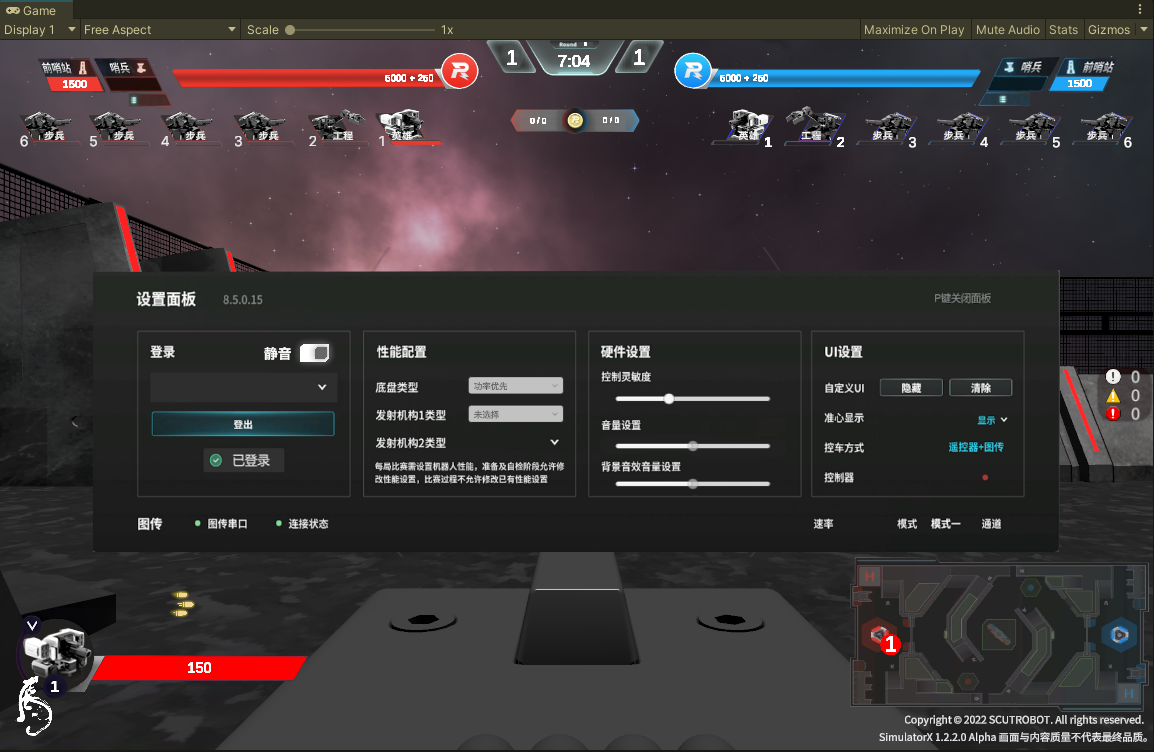 Game
Display 1 Free Aspect Scale 1x Maximize On Play Mute Audio Stats Gizmos
前哨站 哨兵 1 Round 1 7:04 1 哨兵 前哨站
1500 5000 + 250 5000 + 250 1500
0/0 0/0
步兵 步兵 步兵 步兵 工程 英雄 英雄 工程 步兵 步兵 步兵 步兵
6 5 4 3 2 1 1 2 3 4 5 6
设置面板 8.5.0.15 P键关闭面板
登录 静音
登出
已登录
性能配置
底盘类型 功率优先
发射机构1类型 未选择
发射机构2类型
每局比赛需设置机器人性能，准备及自检阶段允许修
改性能设置，比赛过程不允许修改已有性能设置
硬件设置
控制灵敏度
音量设置
背景音效音量设置
UI设置
自定义UI 隐藏 清除
准心显示 显示
控车方式 遥控器+图传
控制器
图传 图传串口 连接状态 速率 模式 模式一 通道
0
0
0
150
1
H
1
H
Copyright © 2022 SCUTROBOT. All rights reserved.
SimulatorX 1.2.2.0 Alpha 画面与内容质量不代表最终品质。